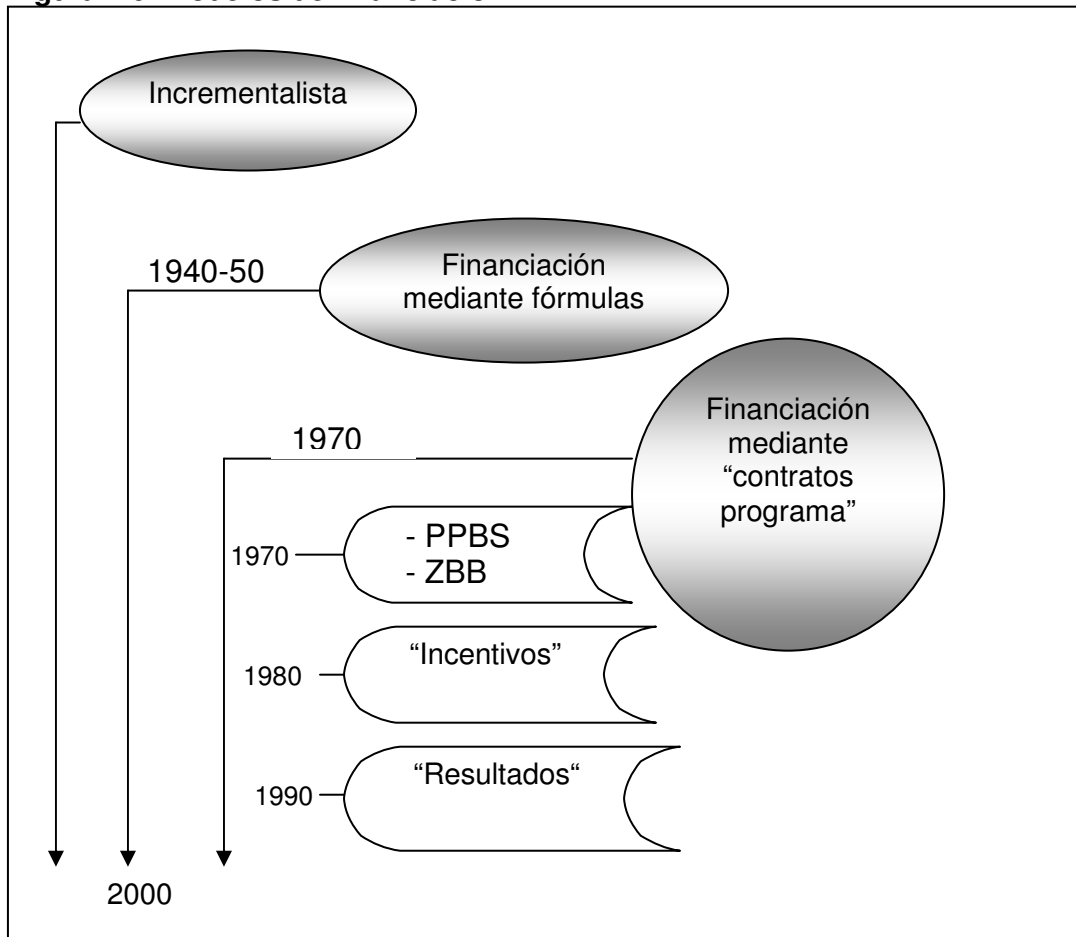 Incrementalista
1940-50
Financiación
mediante fórmulas
Financiación
mediante
“contratos
programa”
1970
1970
- PPBS
- ZBB
“Incentivos”
1980
“Resultados“
1990
2000